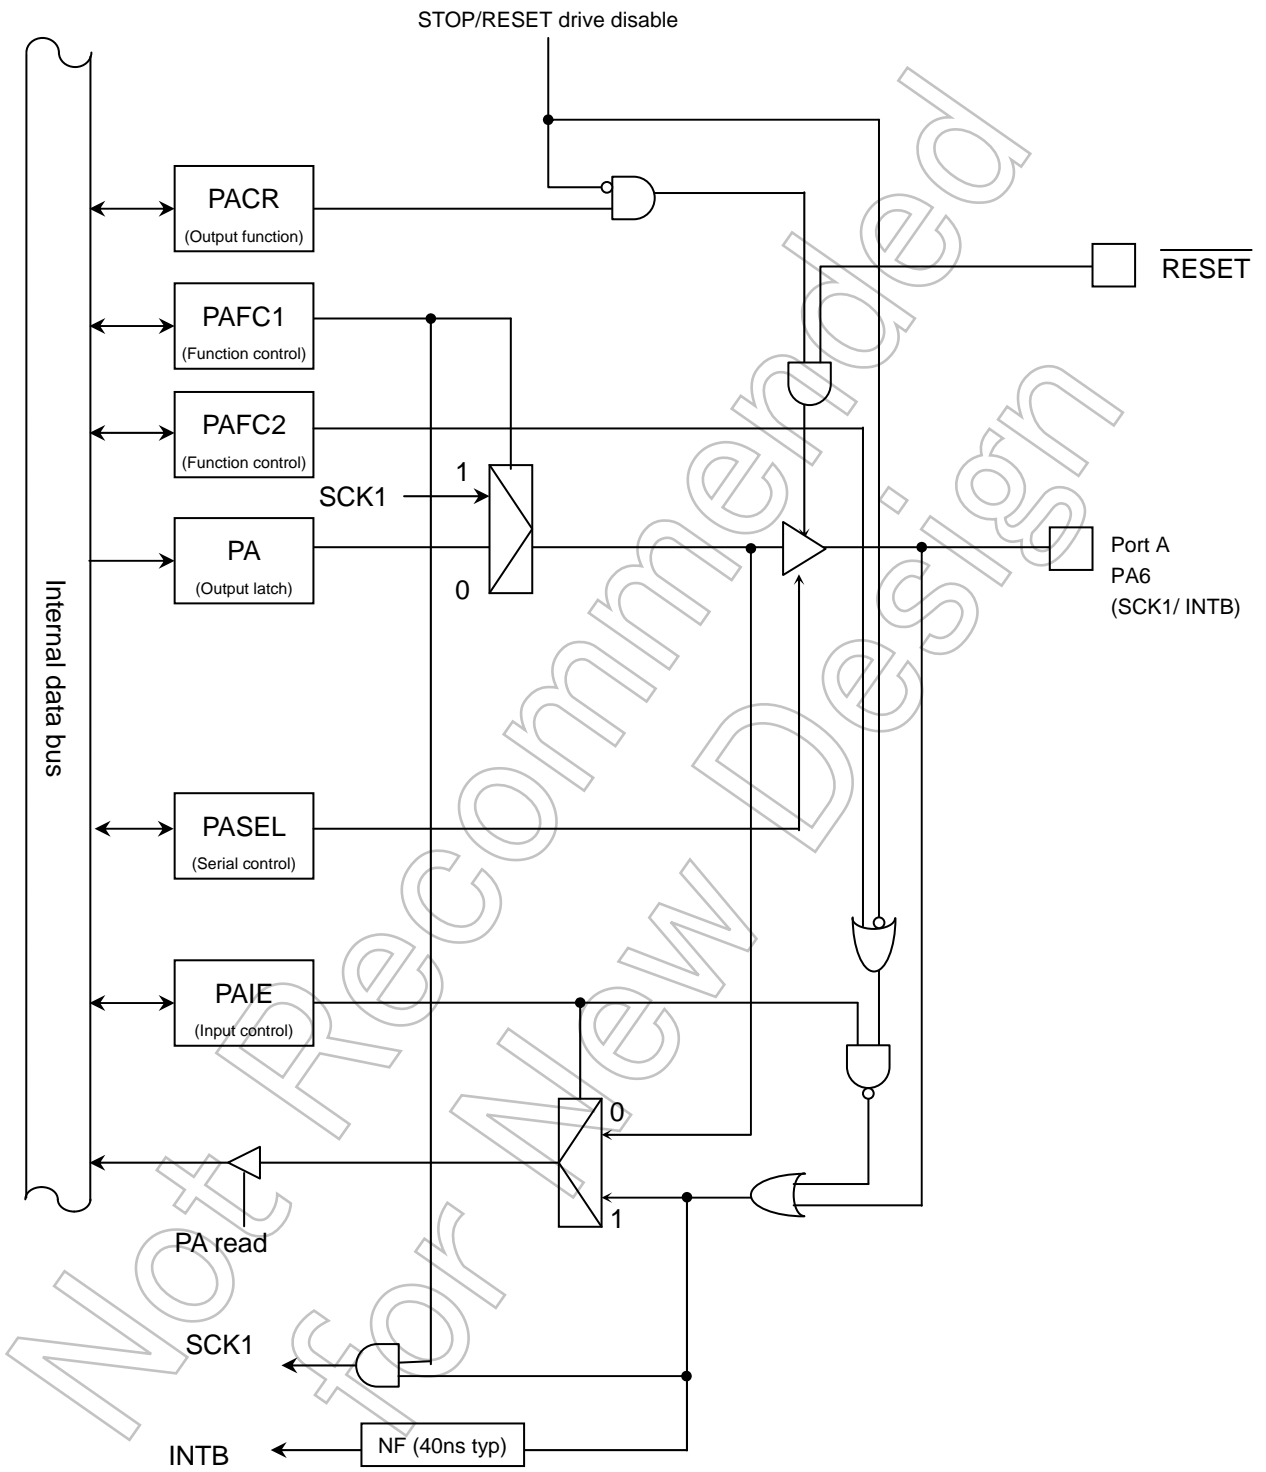 STOP/RESET drive disable
PACR
(Output function)
RESET
PAFC1
(Function control)
PAFC2
(Function control)
1
SCK1
PA
(Output latch)
0
Port A
PA6
(SCK1/ INTB)
Internal data bus
PASEL
(Serial control)
PAIE
(Input control)
0
1
PA read
SCK1
NF (40ns typ)
INTB
Not Recommended
for New Design